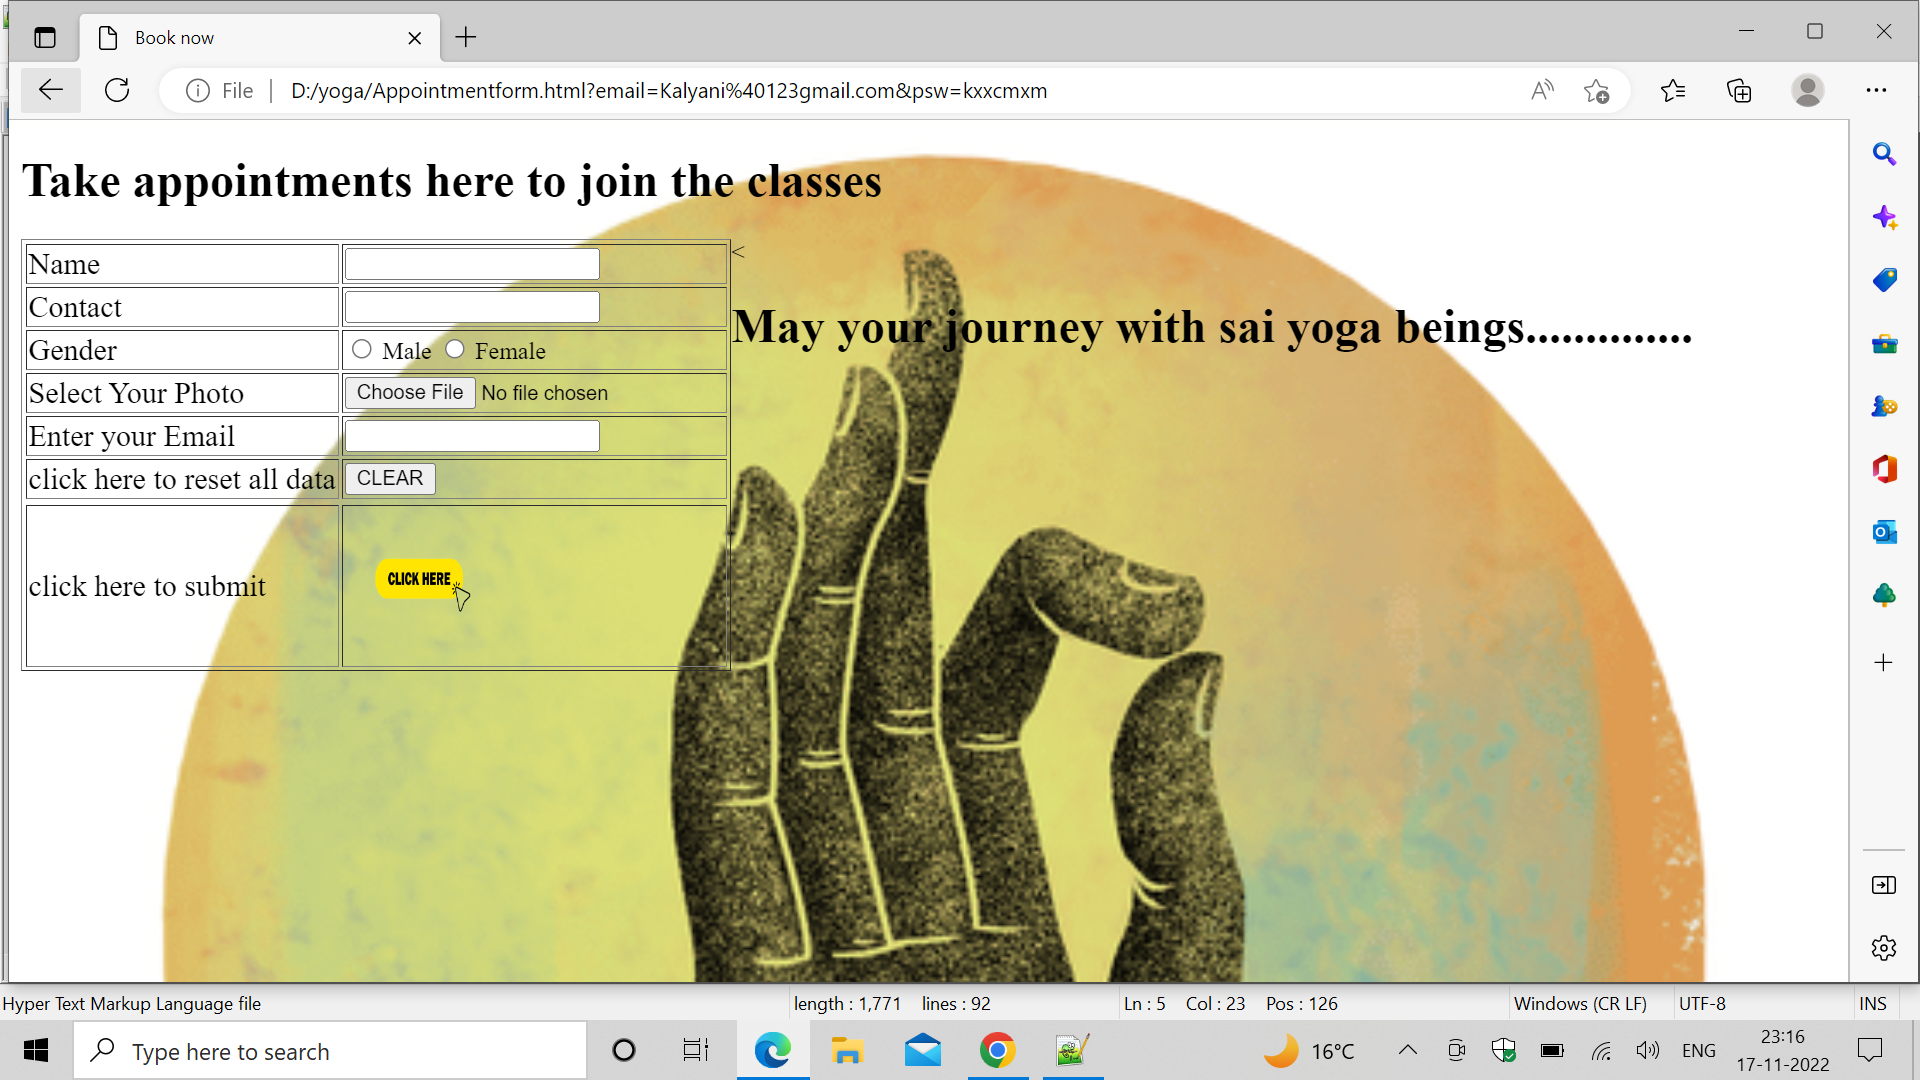 Book now
File
D:/yoga/Appointmentform.html?email=Kalyani%40123gmail.com&psw=kxxcmxm
Take appointments here to join the classes
Name
<
Contact
May your journey with sai yoga beings..............
Gender Male Female
Select Your Photo Choose File No file chosen
Enter your Email
click here to reset all data CLEAR
click here to submit CLICK HERE
Hyper Text Markup Language file length : 1,771 lines : 92 Ln : 5 Col : 23 Pos : 126 Windows (CR LF) UTF-8 INS
Type here to search 16°C ENG 23:16
17-11-2022